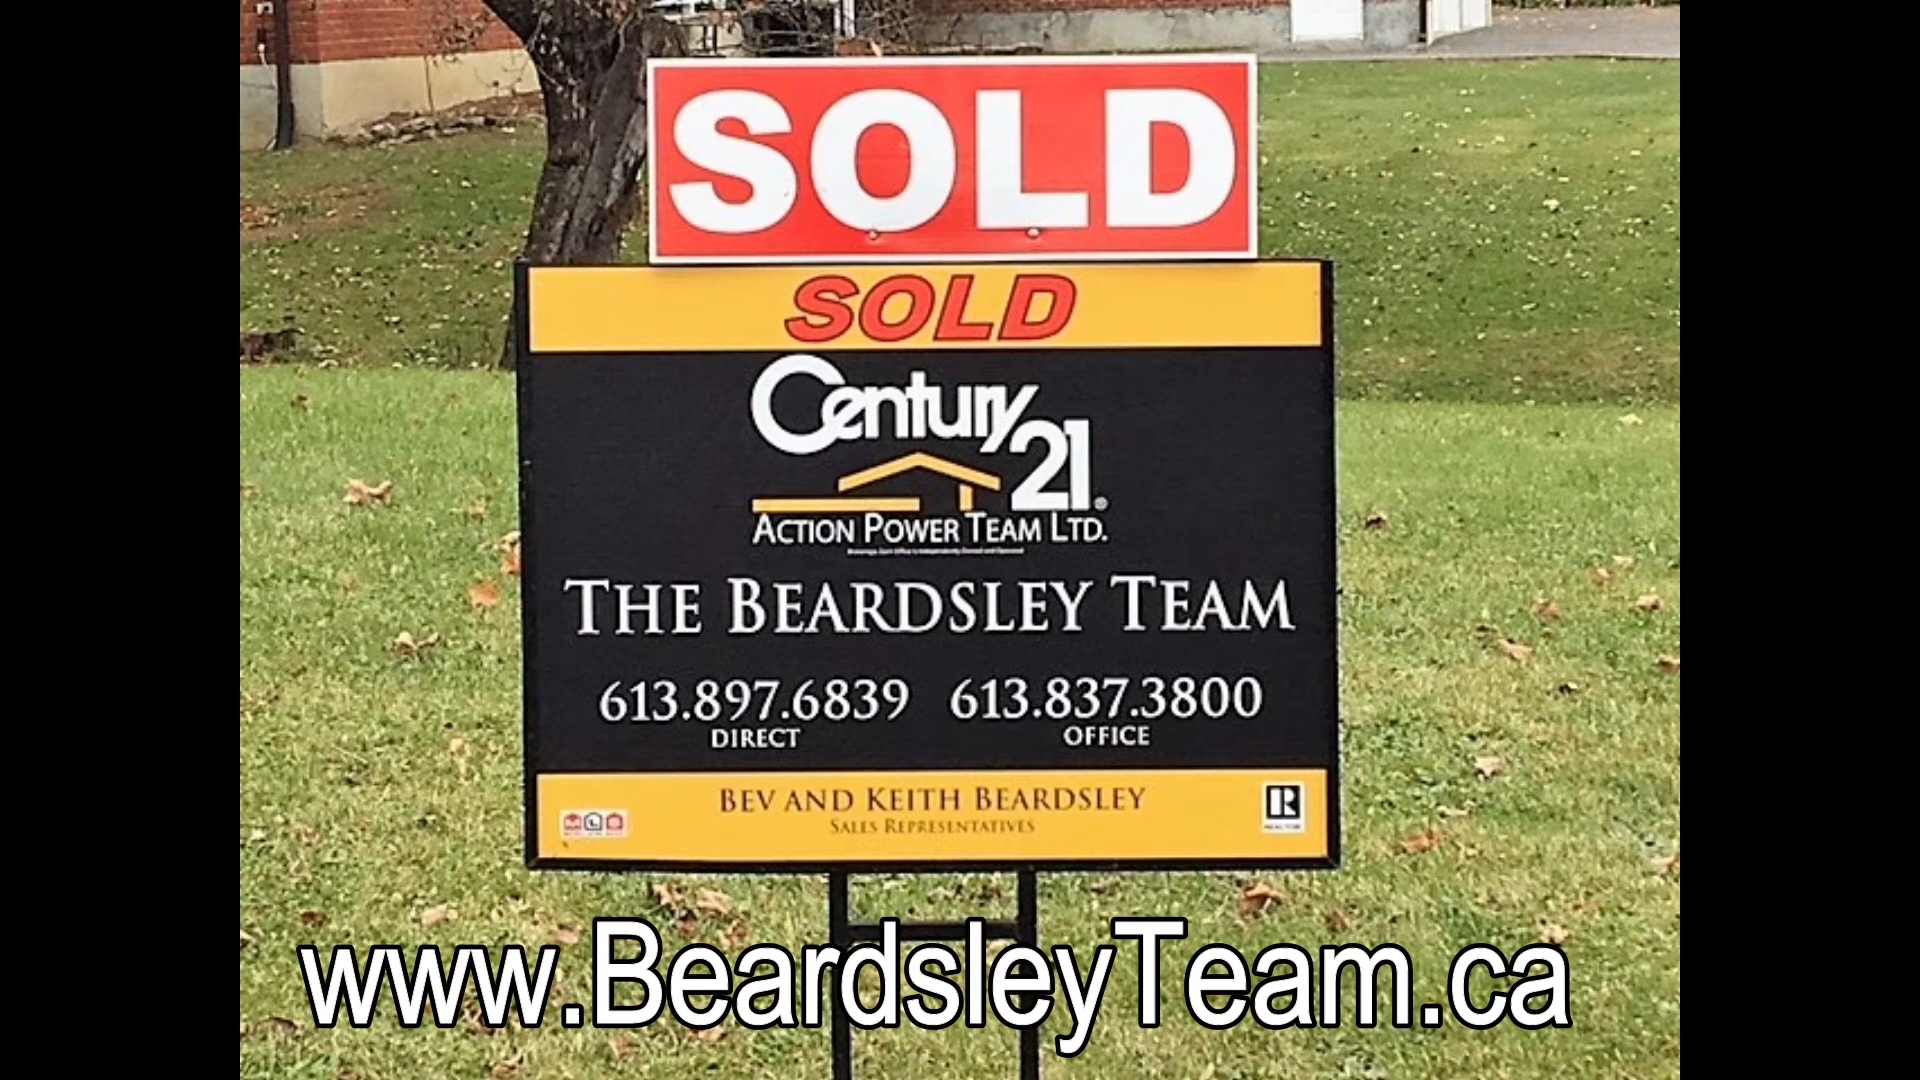 SOLD
SOLD
Century 21®
ACTION POWER TEAM LTD.
THE BEARDSLEY TEAM
613.897.6839 613.837.3800
DIRECT OFFICE
BEV AND KEITH BEARDSLEY
SALES REPRESENTATIVES
www.BeardsleyTeam.ca